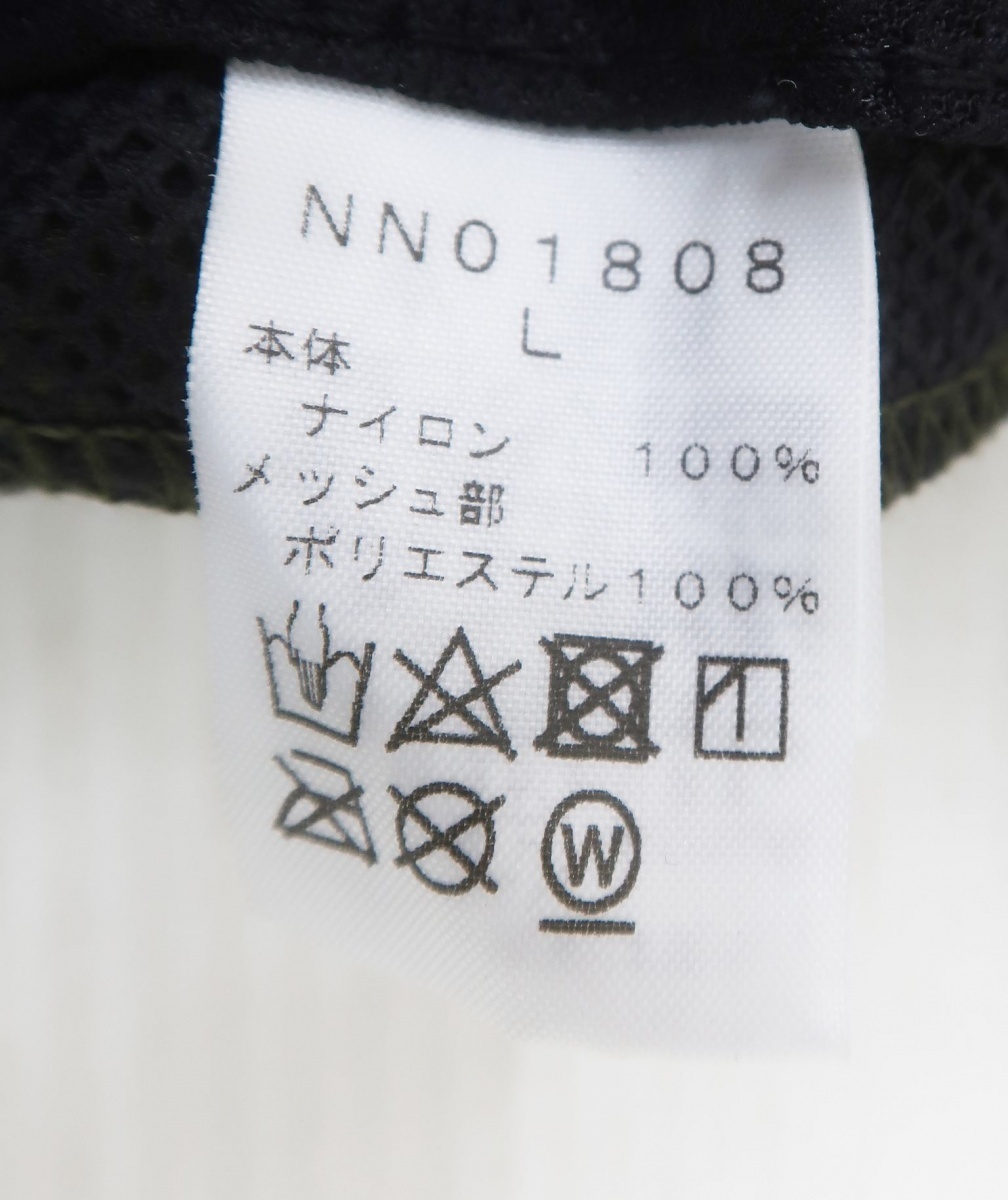 NN01808
L
本体
ナイロン 100%
メッシュ部
ポリエステル100%
W